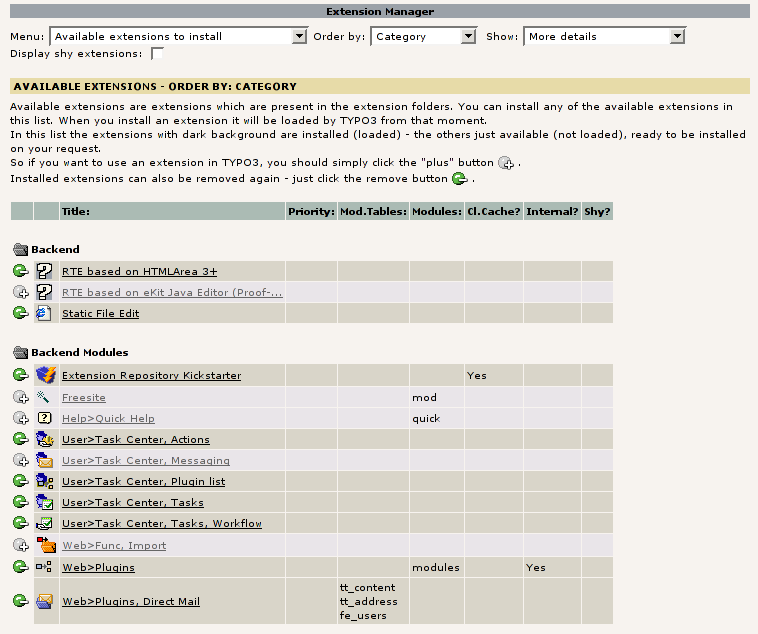 Extension Manager
Menu: Available extensions to install Order by: Category Show: More details
Display shy extensions:
AVAILABLE EXTENSIONS - ORDER BY: CATEGORY
Available extensions are extensions which are present in the extension folders. You can install any of the available extensions in
this list. When you install an extension it will be loaded by TYPO3 from that moment.
In this list the extensions with dark background are installed (loaded) - the others just available (not loaded), ready to be installed
on your request.
So if you want to use an extension in TYPO3, you should simply click the "plus" button .
Installed extensions can also be removed again - just click the remove button .
Title: Priority: Mod.Tables: Modules: Cl.Cache? Internal? Shy?
Backend
RTE based on HTMLArea 3+
RTE based on eKit Java Editor (Proof-...
Static File Edit
Backend Modules
Extension Repository Kickstarter Yes
Freesite mod
Help>Quick Help quick
User>Task Center, Actions
User>Task Center, Messaging
User>Task Center, Plugin list
User>Task Center, Tasks
User>Task Center, Tasks, Workflow
Web>Func, Import
Web>Plugins modules Yes
tt_content
Web>Plugins, Direct Mail tt_address
fe_users